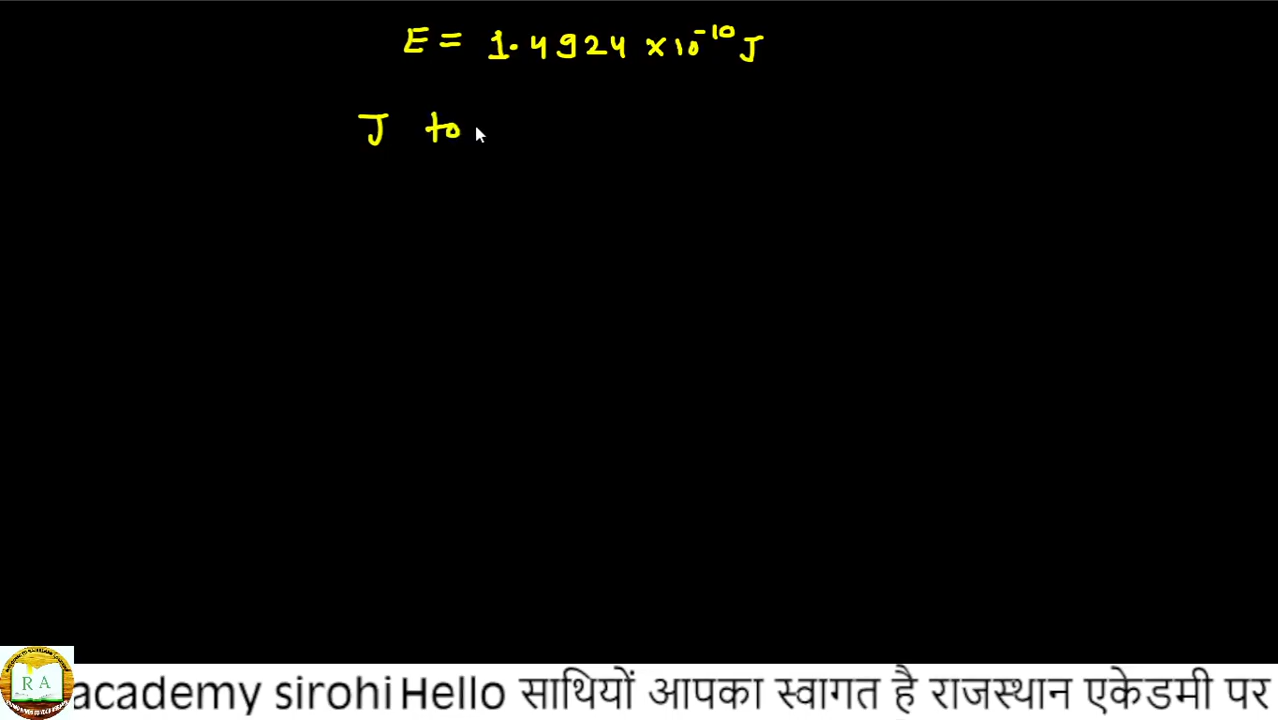 E = 1.4924 ×10⁻¹⁰ J
J to
R A
academy sirohi Hello साथियों आपका स्वागत है राजस्थान एकेडमी पर